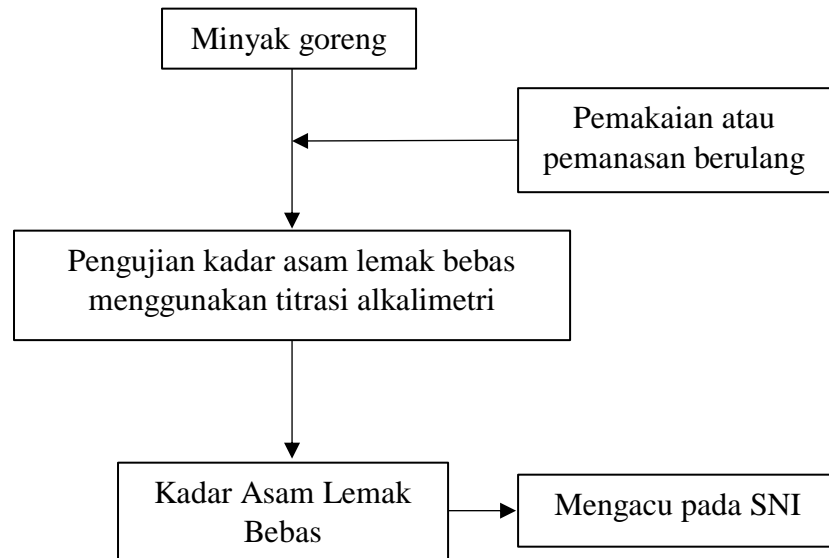 Minyak goreng
Pemakaian atau
pemanasan berulang
Pengujian kadar asam lemak bebas
menggunakan titrasi alkalimetri
Kadar Asam Lemak
Bebas
Mengacu pada SNI